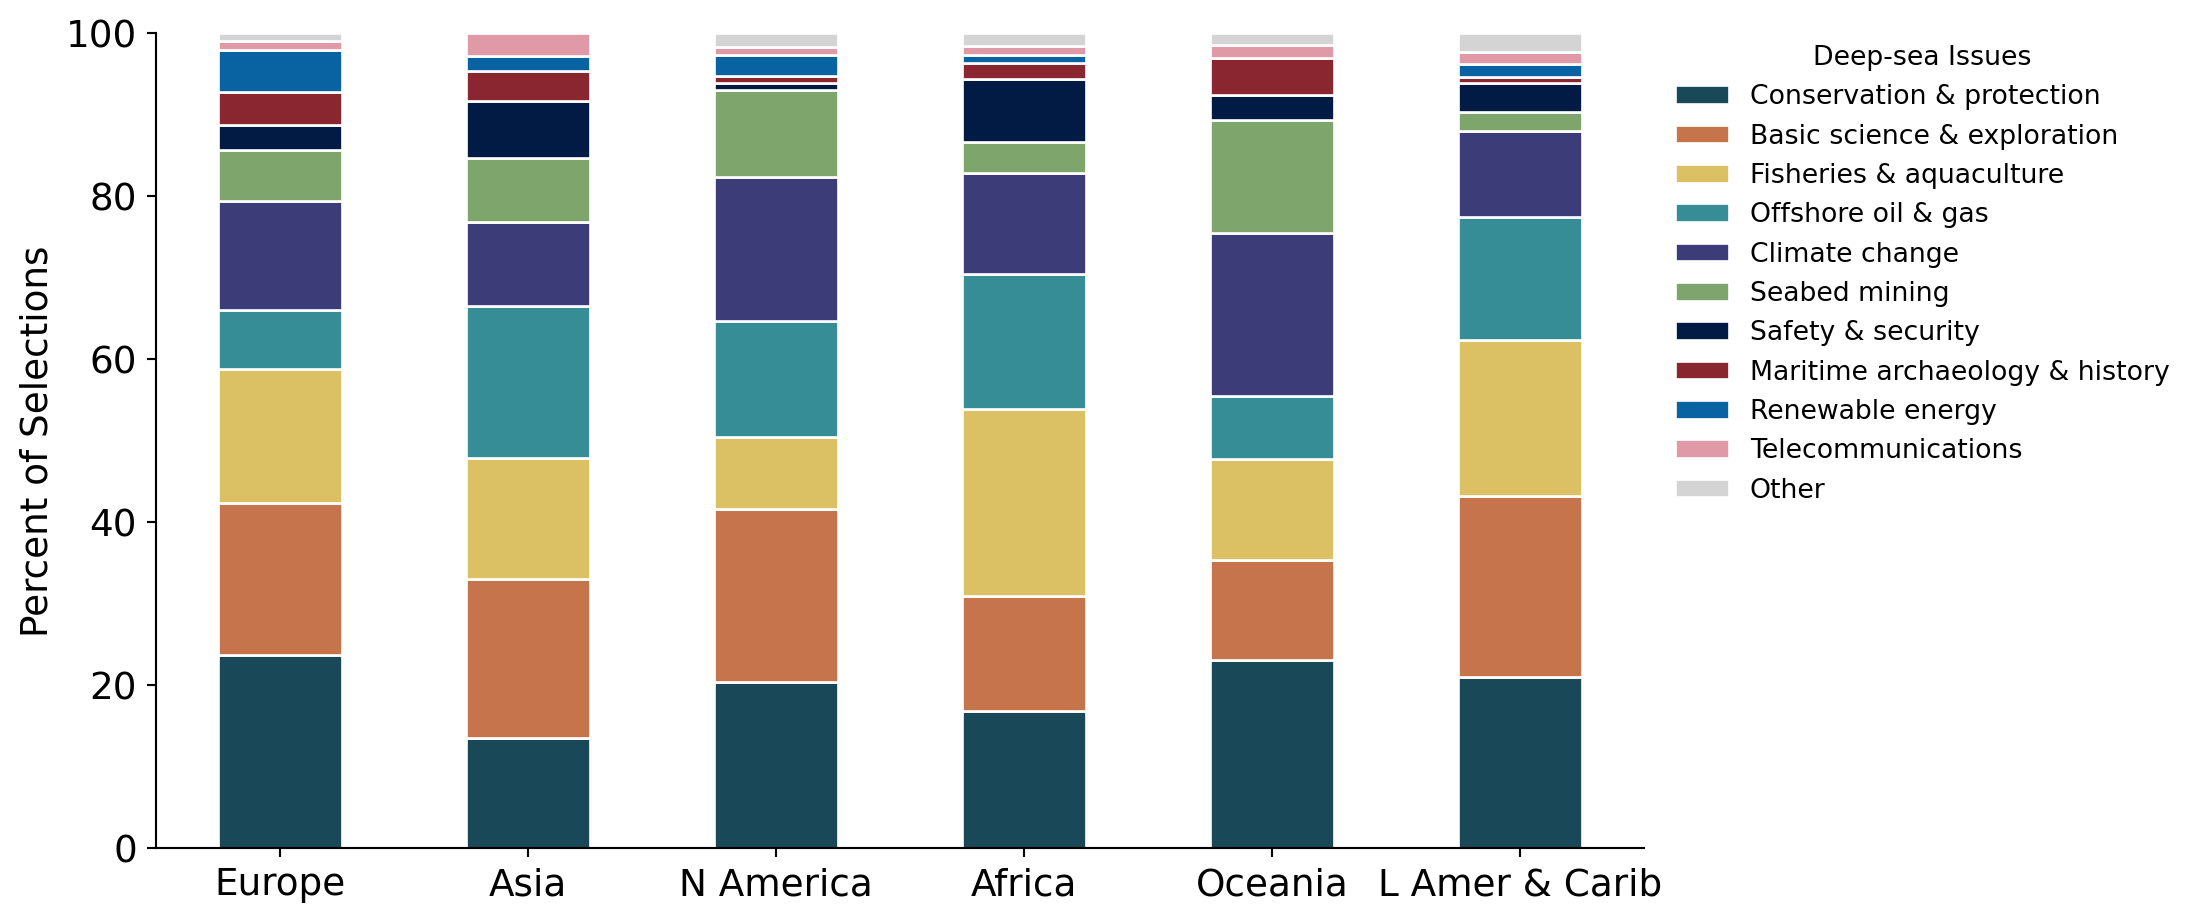 100
80
60
40
20
0
Percent of Selections
Europe
Asia
N America
Africa
Oceania
L Amer & Carib
Deep-sea Issues
Conservation & protection
Basic science & exploration
Fisheries & aquaculture
Offshore oil & gas
Climate change
Seabed mining
Safety & security
Maritime archaeology & history
Renewable energy
Telecommunications
Other